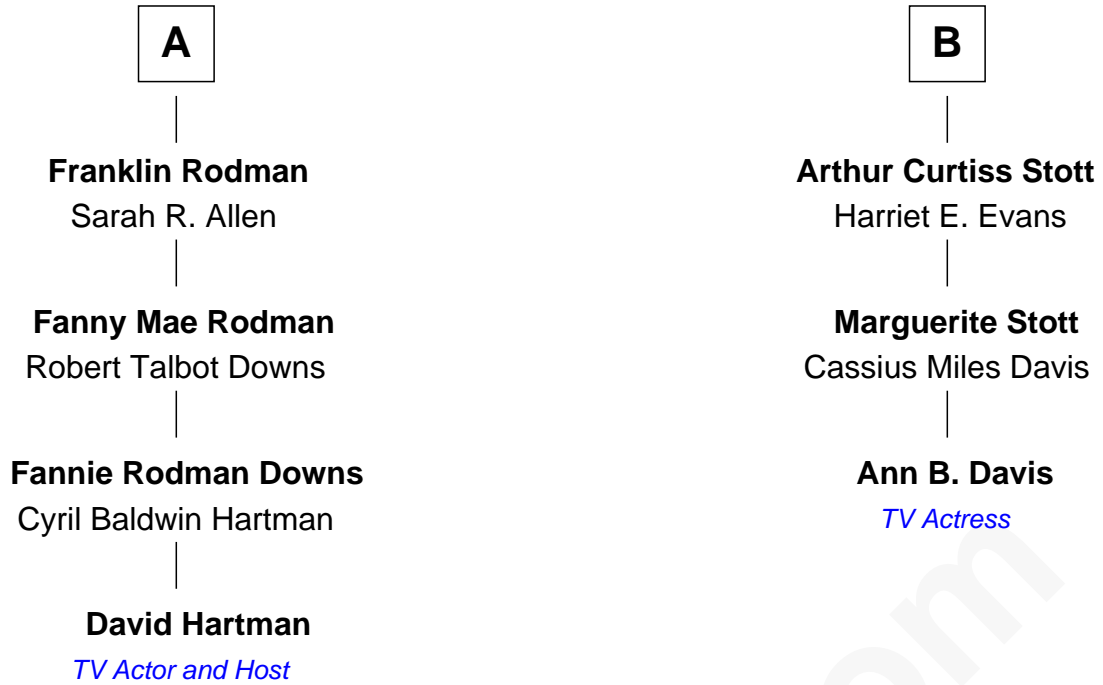 A
Franklin Rodman
Sarah R. Allen
Fanny Mae Rodman
Robert Talbot Downs
Fannie Rodman Downs
Cyril Baldwin Hartman
David Hartman
TV Actor and Host
B
Arthur Curtiss Stott
Harriet E. Evans
Marguerite Stott
Cassius Miles Davis
Ann B. Davis
TV Actress
om